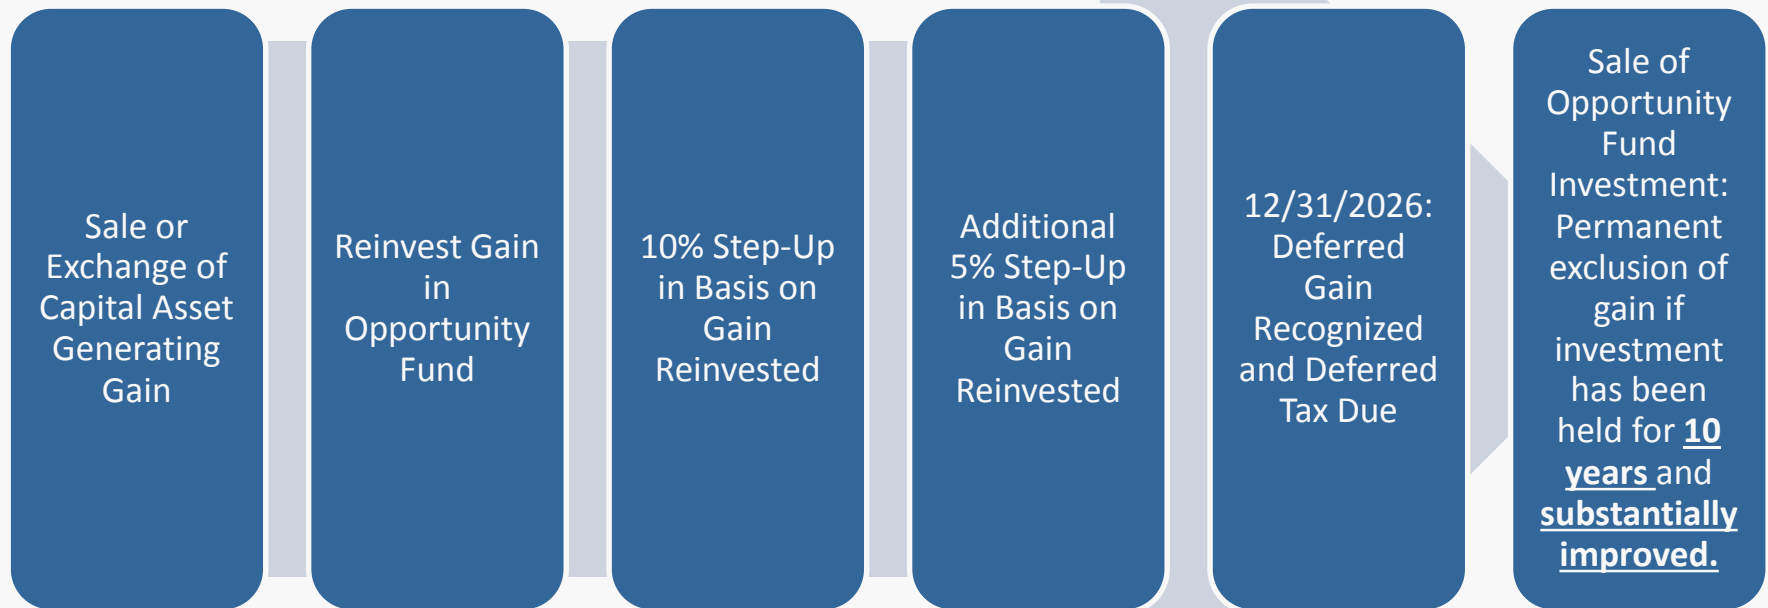 Sale or
Exchange of
Capital Asset
Generating
Gain
Reinvest Gain
in
Opportunity
Fund
10% Step-Up
in Basis on
Gain
Reinvested
Additional
5% Step-Up
in Basis on
Gain
Reinvested
12/31/2026:
Deferred
Gain
Recognized
and Deferred
Tax Due
Sale of
Opportunity
Fund
Investment:
Permanent
exclusion of
gain if
investment
has been
held for 10
years and
substantially
improved.